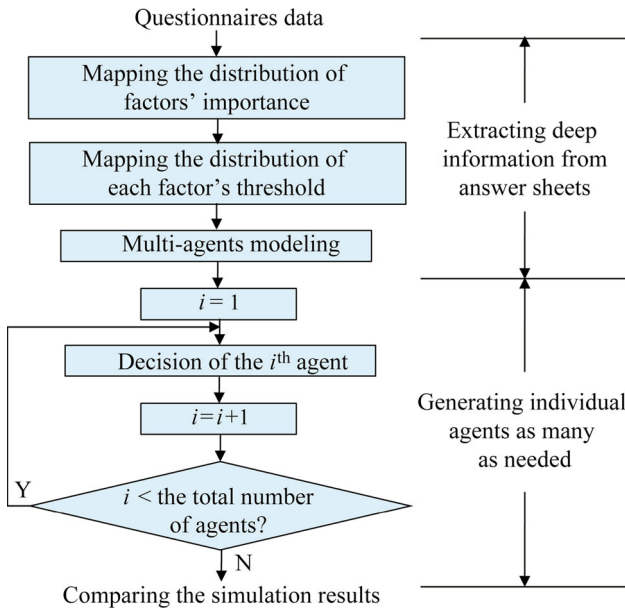 Questionnaires data
Mapping the distribution of
factors' importance
Mapping the distribution of
each factor's threshold
Multi-agents modeling
i = 1
Decision of the ith agent
i=i+1
Y
i < the total number
of agents?
N
Comparing the simulation results
Extracting deep
information from
answer sheets
Generating individual
agents as many
as needed